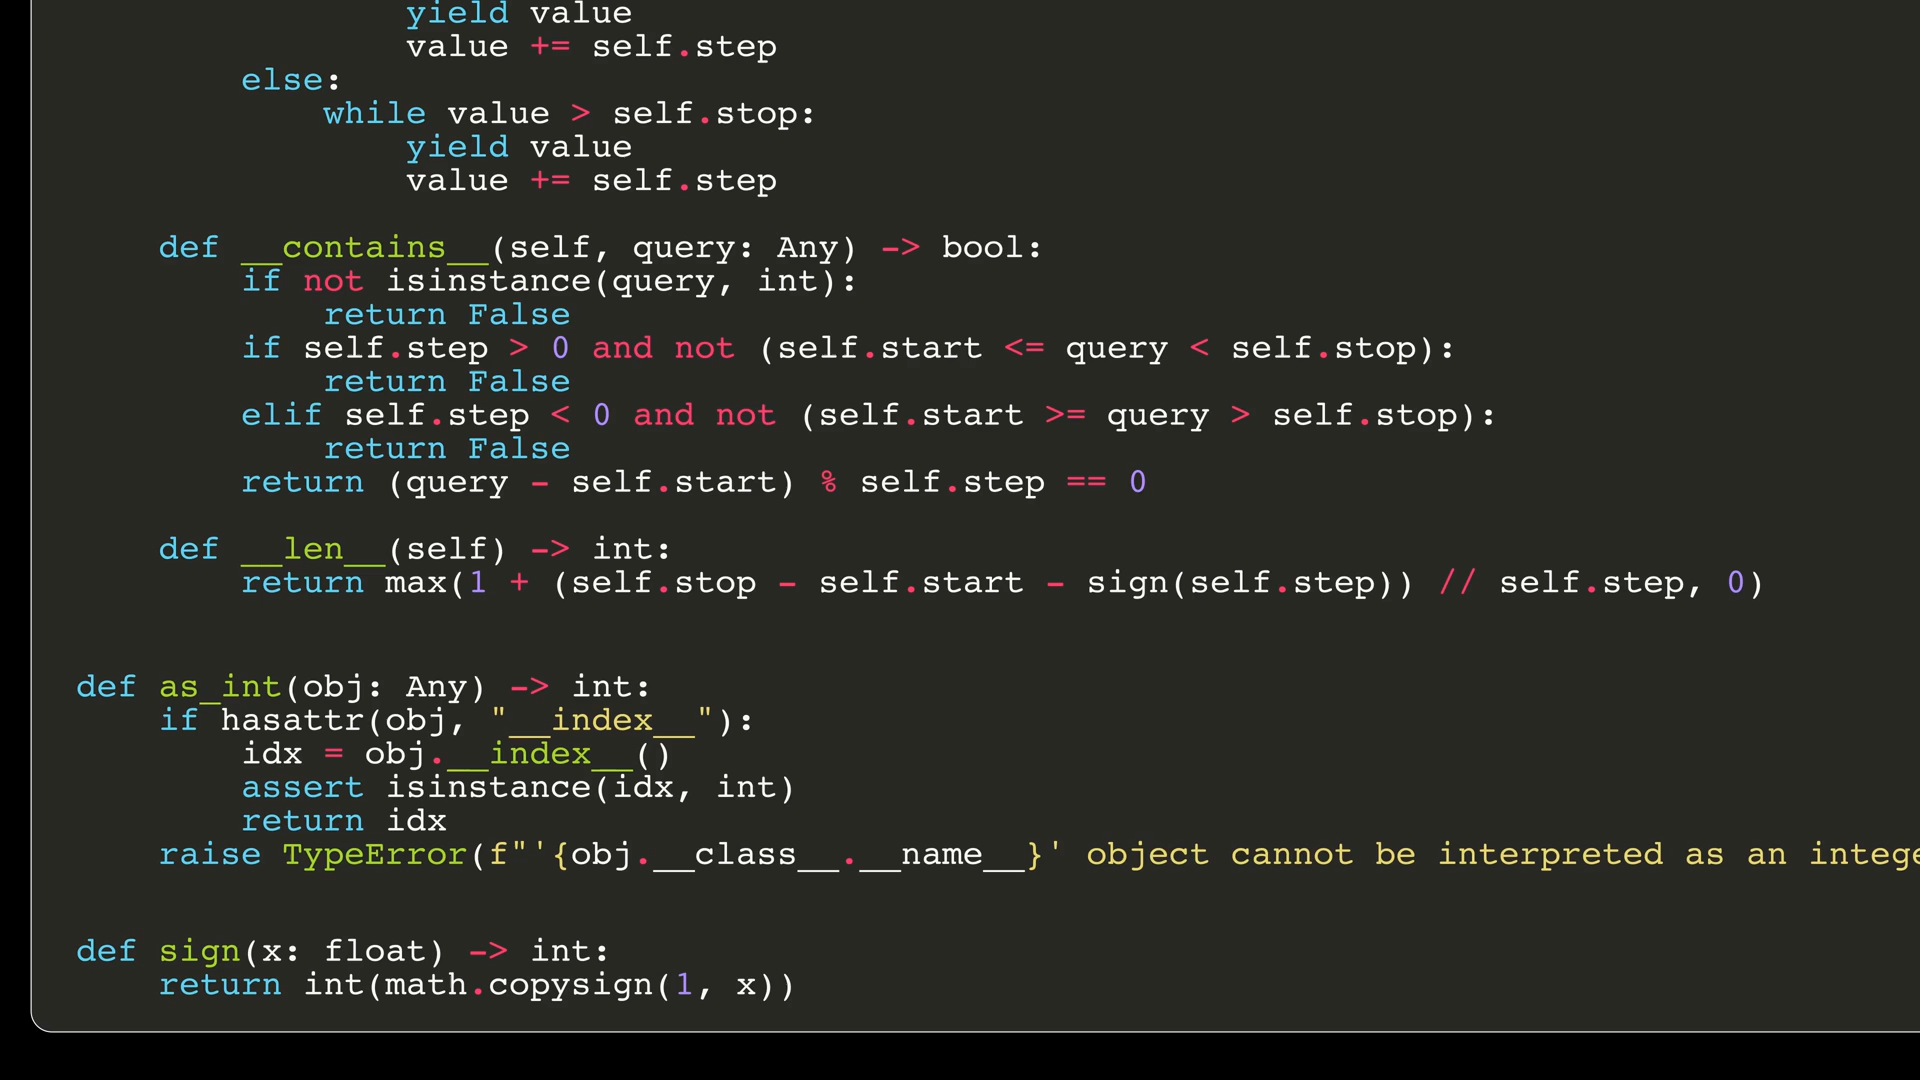 yield value
value += self.step
else:
while value > self.stop:
yield value
value += self.step
def __contains__(self, query: Any) -> bool:
if not isinstance(query, int):
return False
if self.step > 0 and not (self.start <= query < self.stop):
return False
elif self.step < 0 and not (self.start >= query > self.stop):
return False
return (query - self.start) % self.step == 0
def __len__(self) -> int:
return max(1 + (self.stop - self.start - sign(self.step)) // self.step, 0)
def as_int(obj: Any) -> int:
if hasattr(obj, "__index__"):
idx = obj.__index__()
assert isinstance(idx, int)
return idx
raise TypeError(f"'{obj.__class__.__name__}' object cannot be interpreted as an intege
def sign(x: float) -> int:
return int(math.copysign(1, x))